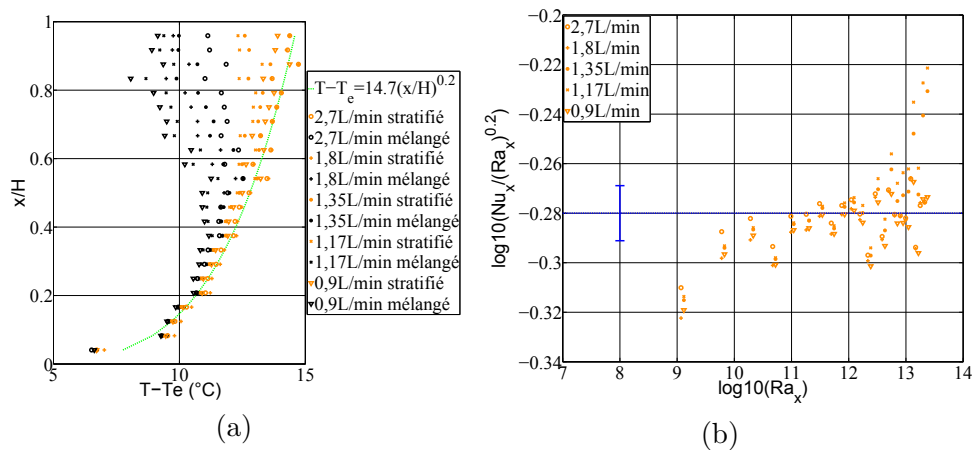 1
0.8
0.6
0.4
0.2
0
5
10
15
x/H
T−Te (°C)
T−T_e=14.7(x/H)^0.2
2,7L/min stratifié
2,7L/min mélangé
1,8L/min stratifié
1,8L/min mélangé
1,35L/min stratifié
1,35L/min mélangé
1,17L/min stratifié
1,17L/min mélangé
0,9L/min stratifié
0,9L/min mélangé
(a)
−0.2
−0.22
−0.24
−0.26
−0.28
−0.3
−0.32
−0.34
7
8
9
10
11
12
13
14
log10(Nu_x/(Ra_x)^0.2)
log10(Ra_x)
2,7L/min
1,8L/min
1,35L/min
1,17L/min
0,9L/min
(b)